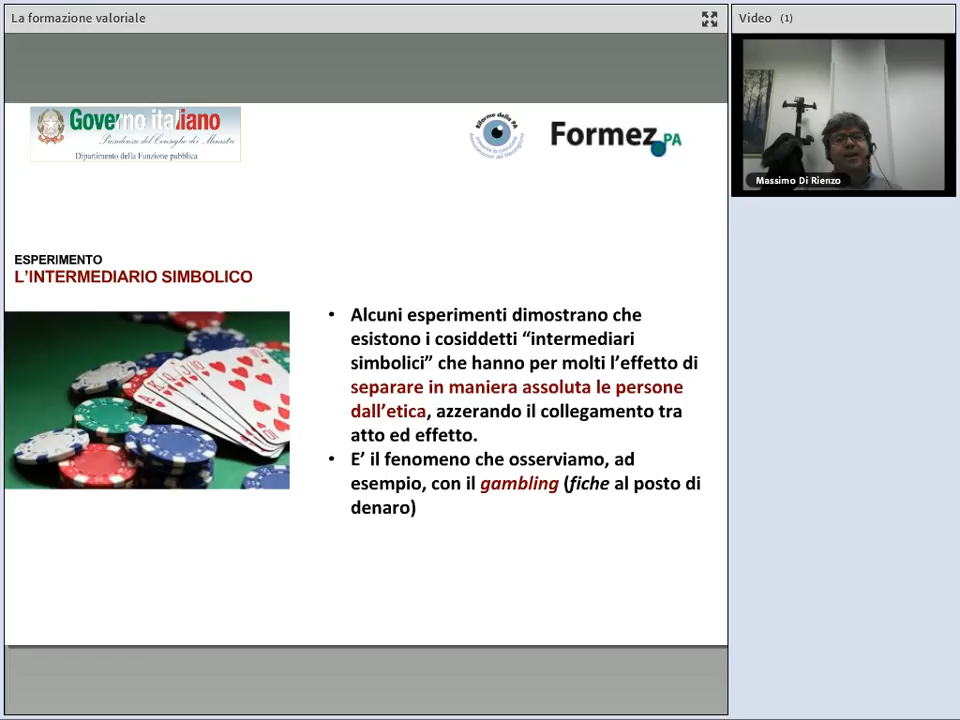 La formazione valoriale
Video (1)
Governo italiano
Presidenza del Consiglio dei Ministri
Dipartimento della Funzione pubblica
Riforme della PA
Formez PA
Massimo Di Rienzo
ESPERIMENTO
L'INTERMEDIARIO SIMBOLICO
• Alcuni esperimenti dimostrano che
esistono i cosiddetti “intermediari
simbolici” che hanno per molti l’effetto di
separare in maniera assoluta le persone
dall’etica, azzerando il collegamento tra
atto ed effetto.
• E’ il fenomeno che osserviamo, ad
esempio, con il gambling (fiche al posto di
denaro)